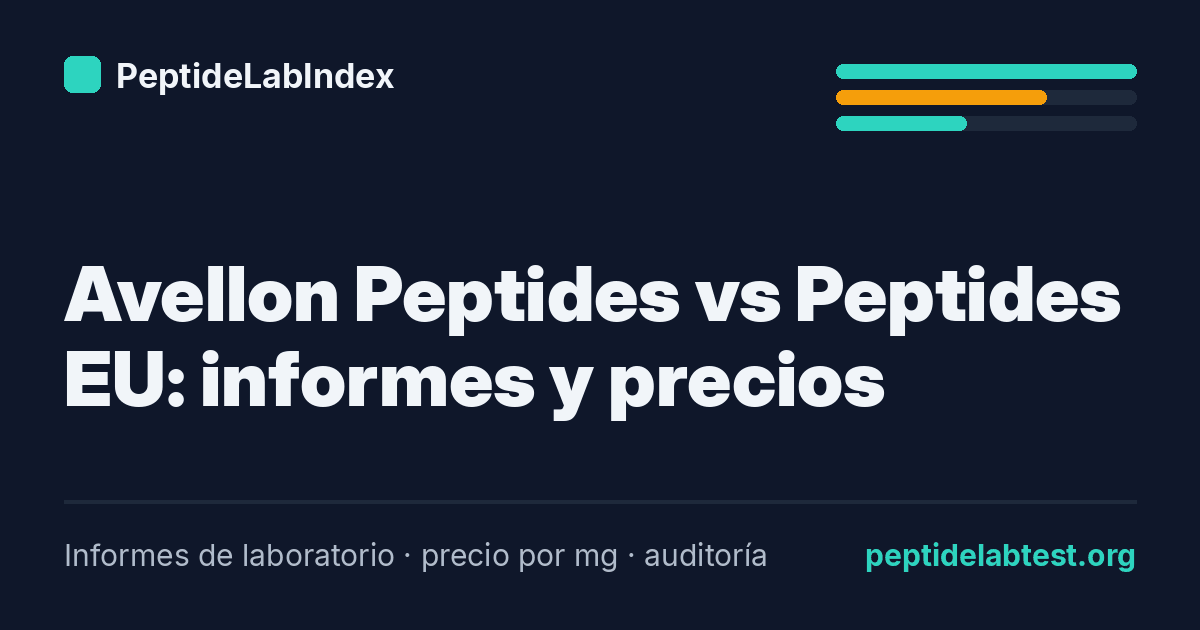 PeptideLabIndex
Avellon Peptides vs Peptides
EU: informes y precios
Informes de laboratorio · precio por mg · auditoría
peptidelabtest.org